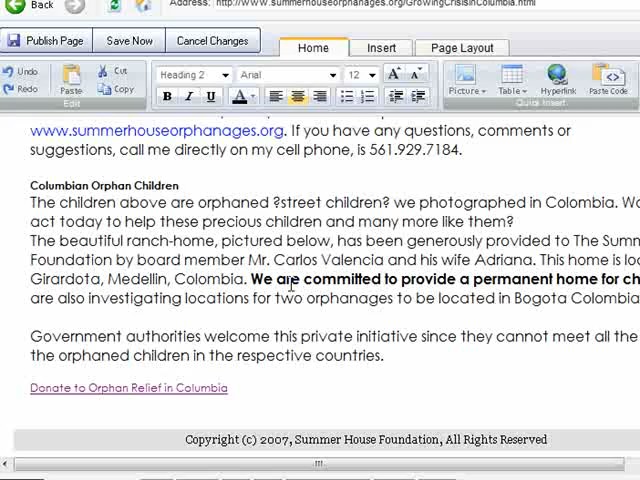 Back
Address: http://www.summerhouseorphanages.org/GrowingCrisisinColumbia.html
Publish Page Save Now Cancel Changes Home Insert Page Layout
Undo Redo Paste Cut Copy Heading 2 Arial 12 A A Picture Table Hyperlink Paste Code
B I U A
Edit Quick Insert
www.summerhouseorphanages.org. If you have any questions, comments or
suggestions, call me directly on my cell phone, is 561.929.7184.
Columbian Orphan Children
The children above are orphaned ?street children? we photographed in Colombia. Wo
act today to help these precious children and many more like them?
The beautiful ranch-home, pictured below, has been generously provided to The Summ
Foundation by board member Mr. Carlos Valencia and his wife Adriana. This home is loc
Girardota, Medellin, Colombia. We are committed to provide a permanent home for ch
are also investigating locations for two orphanages to be located in Bogota Colombia
Government authorities welcome this private initiative since they cannot meet all the
the orphaned children in the respective countries.
Donate to Orphan Relief in Columbia
Copyright (c) 2007, Summer House Foundation, All Rights Reserved